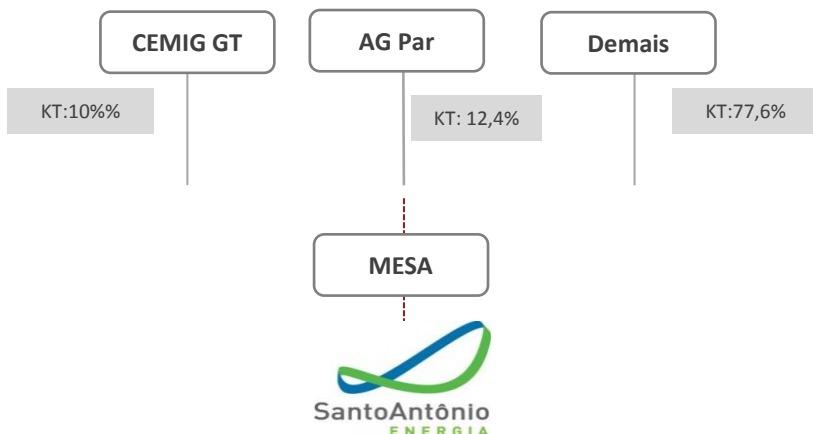 CEMIG GT
AG Par
Demais
KT:10%%
KT: 12,4%
KT:77,6%
MESA
SantoAntônio
ENERGIA